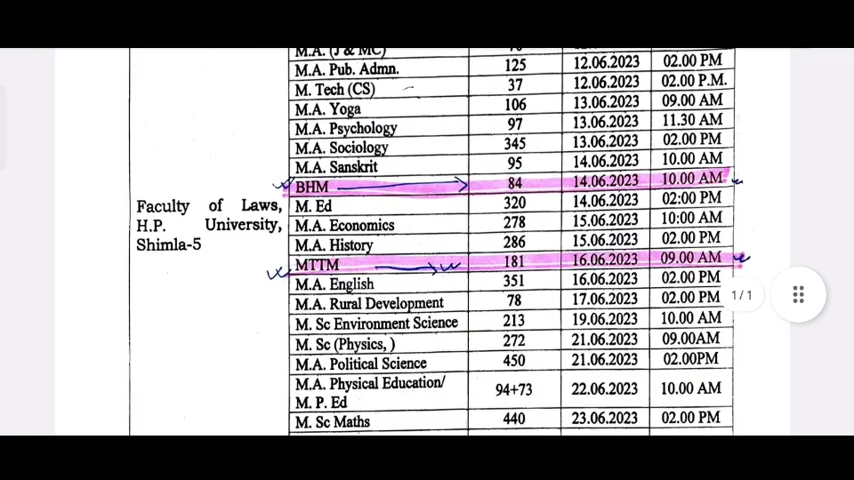 M.A. (J & MC)
M.A. Pub. Admn. 125 12.06.2023 02.00 PM
M. Tech (CS) 37 12.06.2023 02.00 P.M.
M.A. Yoga 106 13.06.2023 09.00 AM
M.A. Psychology 97 13.06.2023 11.30 AM
M.A. Sociology 345 13.06.2023 02.00 PM
M.A. Sanskrit 95 14.06.2023 10.00 AM
BHM 84 14.06.2023 10.00 AM
Faculty of Laws, M. Ed 320 14.06.2023 02:00 PM
H.P. University, M.A. Economics 278 15.06.2023 10:00 AM
Shimla-5 M.A. History 286 15.06.2023 02.00 PM
MTTM 181 16.06.2023 09.00 AM
M.A. English 351 16.06.2023 02.00 PM
M.A. Rural Development 78 17.06.2023 02.00 PM
1/1
M. Sc Environment Science 213 19.06.2023 10.00 AM
M. Sc (Physics, ) 272 21.06.2023 09.00AM
M.A. Political Science 450 21.06.2023 02.00PM
M.A. Physical Education/
M. P. Ed 94+73 22.06.2023 10.00 AM
M. Sc Maths 440 23.06.2023 02.00 PM